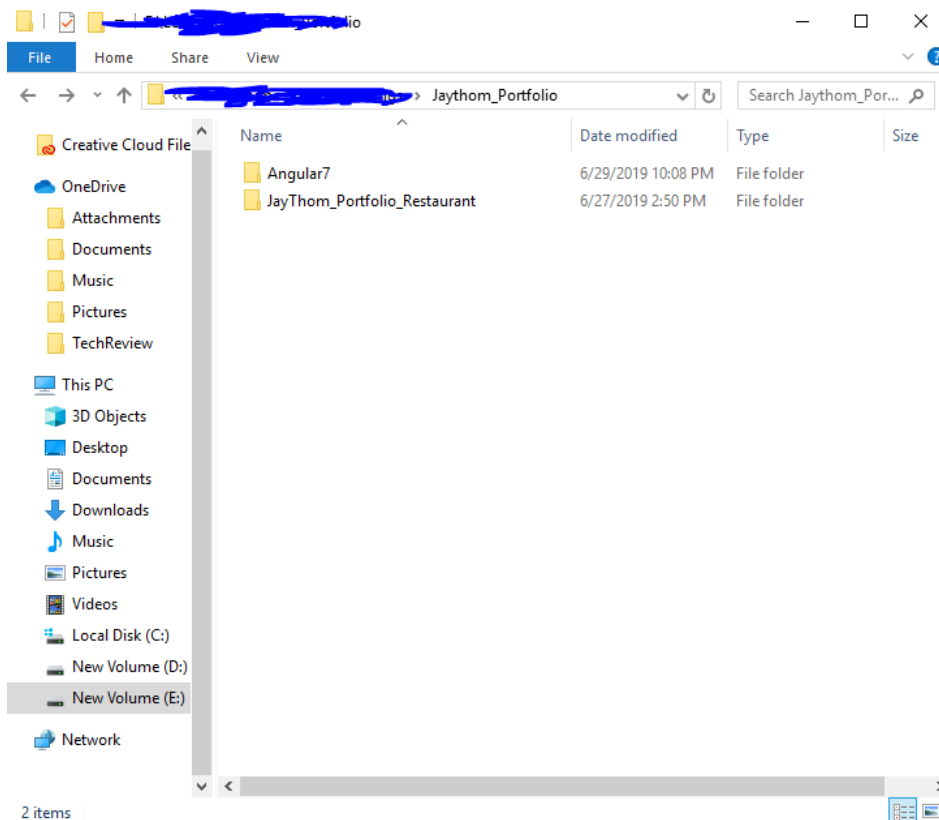 File Home Share View
Jaythom_Portfolio Search Jaythom_Por...
Name Date modified Type Size
Angular7 6/29/2019 10:08 PM File folder
JayThom_Portfolio_Restaurant 6/27/2019 2:50 PM File folder
Creative Cloud File
OneDrive
Attachments
Documents
Music
Pictures
TechReview
This PC
3D Objects
Desktop
Documents
Downloads
Music
Pictures
Videos
Local Disk (C:)
New Volume (D:)
New Volume (E:)
Network
2 items